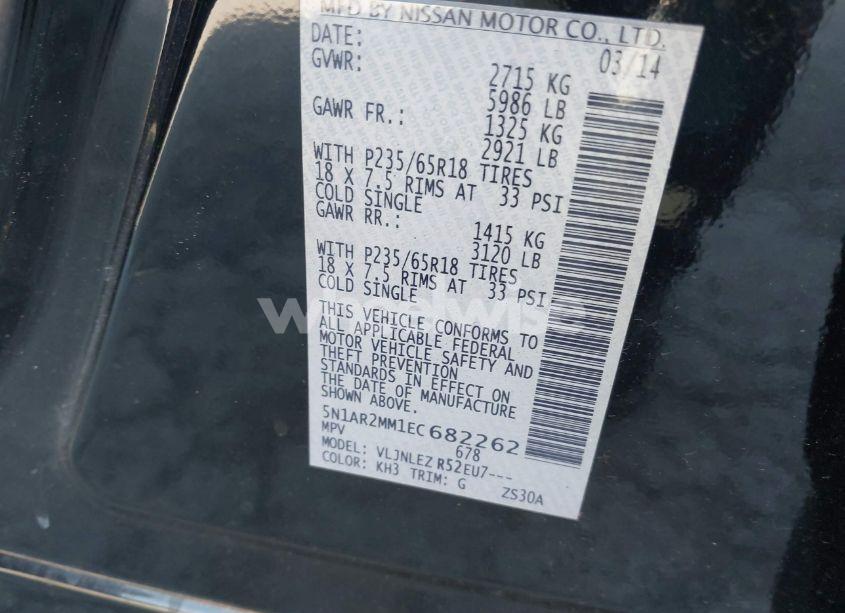 MFD BY NISSAN MOTOR CO., LTD.
DATE: 03/14
GVWR: 2715 KG
5986 LB
GAWR FR.: 1325 KG
2921 LB
WITH P235/65R18 TIRES
18 X 7.5 RIMS AT 33 PSI
COLD SINGLE
GAWR RR.: 1415 KG
3120 LB
WITH P235/65R18 TIRES
18 X 7.5 RIMS AT 33 PSI
COLD SINGLE
THIS VEHICLE CONFORMS TO
ALL APPLICABLE FEDERAL
MOTOR VEHICLE SAFETY AND
THEFT PREVENTION
STANDARDS IN EFFECT ON
THE DATE OF MANUFACTURE
SHOWN ABOVE.
5N1AR2MM1EC682262
MPV 678
MODEL: VLJNLEZ R52EU7---
COLOR: KH3 TRIM: G ZS30A